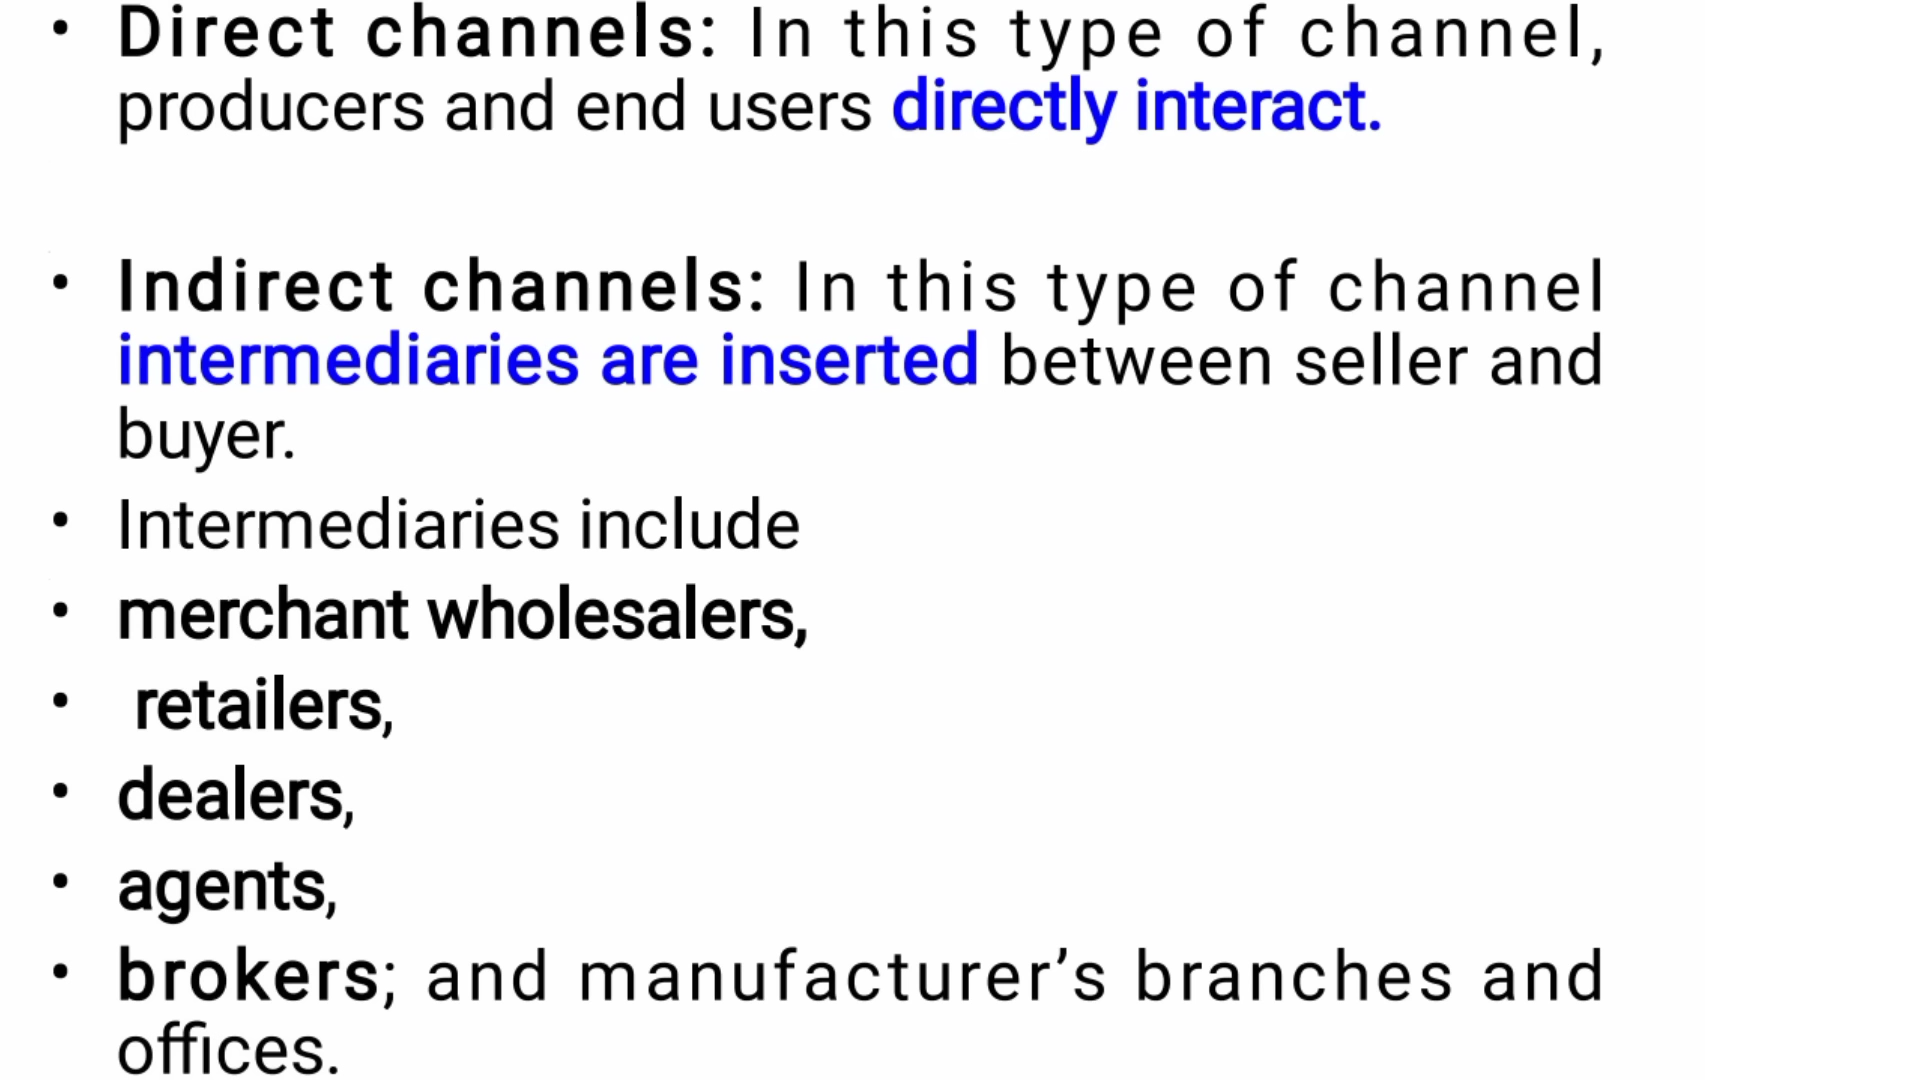 • Direct channels: In this type of channel,
producers and end users directly interact.
• Indirect channels: In this type of channel
intermediaries are inserted between seller and
buyer.
• Intermediaries include
• merchant wholesalers,
• retailers,
• dealers,
• agents,
• brokers; and manufacturer’s branches and
offices.